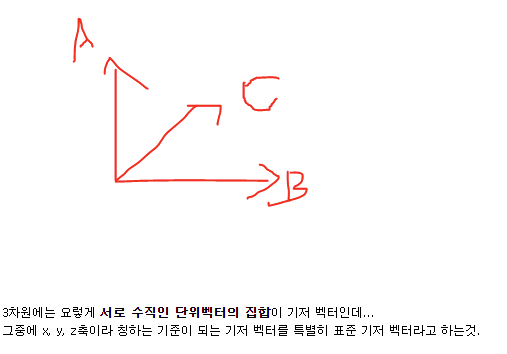 A
C
B
3차원에는 요렇게 서로 수직인 단위벡터의 집합이 기저 벡터인데...
그중에 x, y, z축이라 칭하는 기준이 되는 기저 벡터를 특별히 표준 기저 벡터라고 하는것.